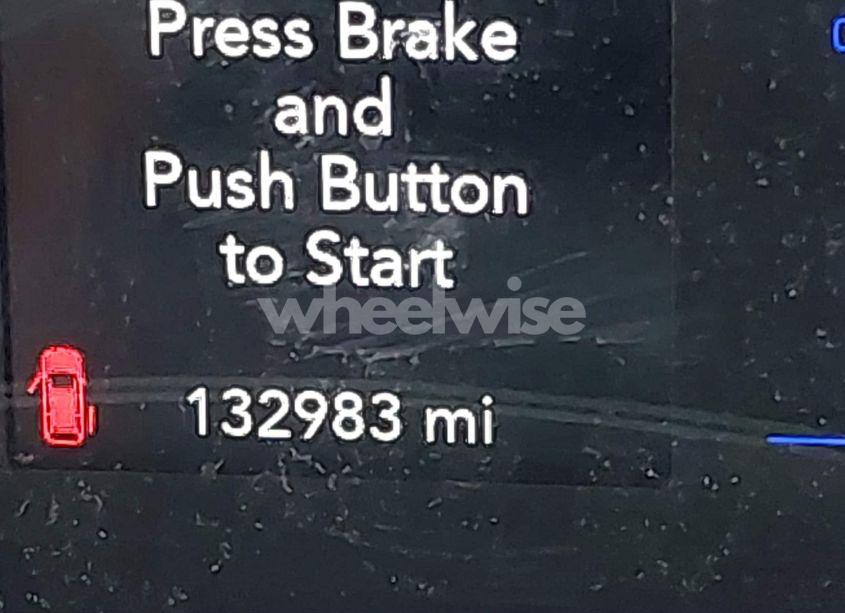 Press Brake
and
Push Button
to Start
wheelwise
132983 mi